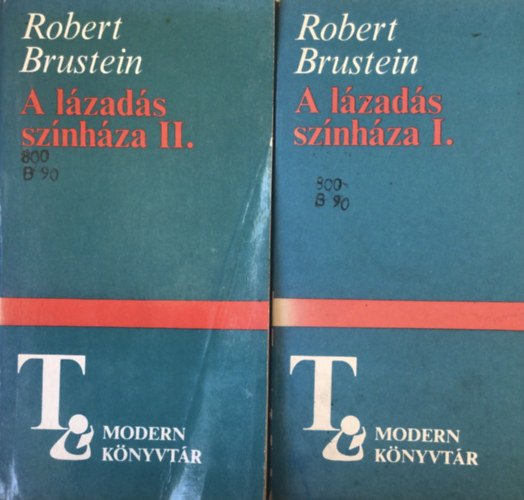 Robert
Brustein
A lázadás
színháza II.
800
B 90
T
MODERN
KÖNYVTÁR
Robert
Brustein
A lázadás
színháza I.
800-
B 90
T
MODERN
KÖNYVTÁR